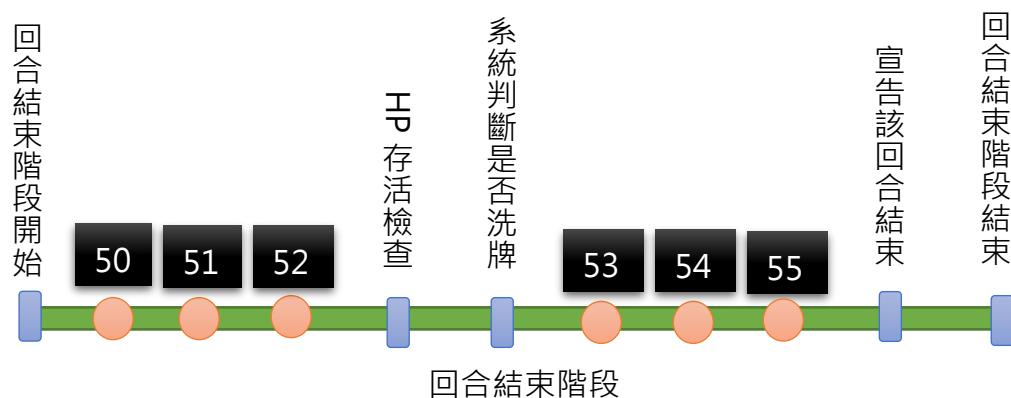 回合結束階段開始
50
51
52
HP 存活檢查
系統判斷是否洗牌
53
54
55
宣告該回合結束
回合結束階段結束
回合結束階段